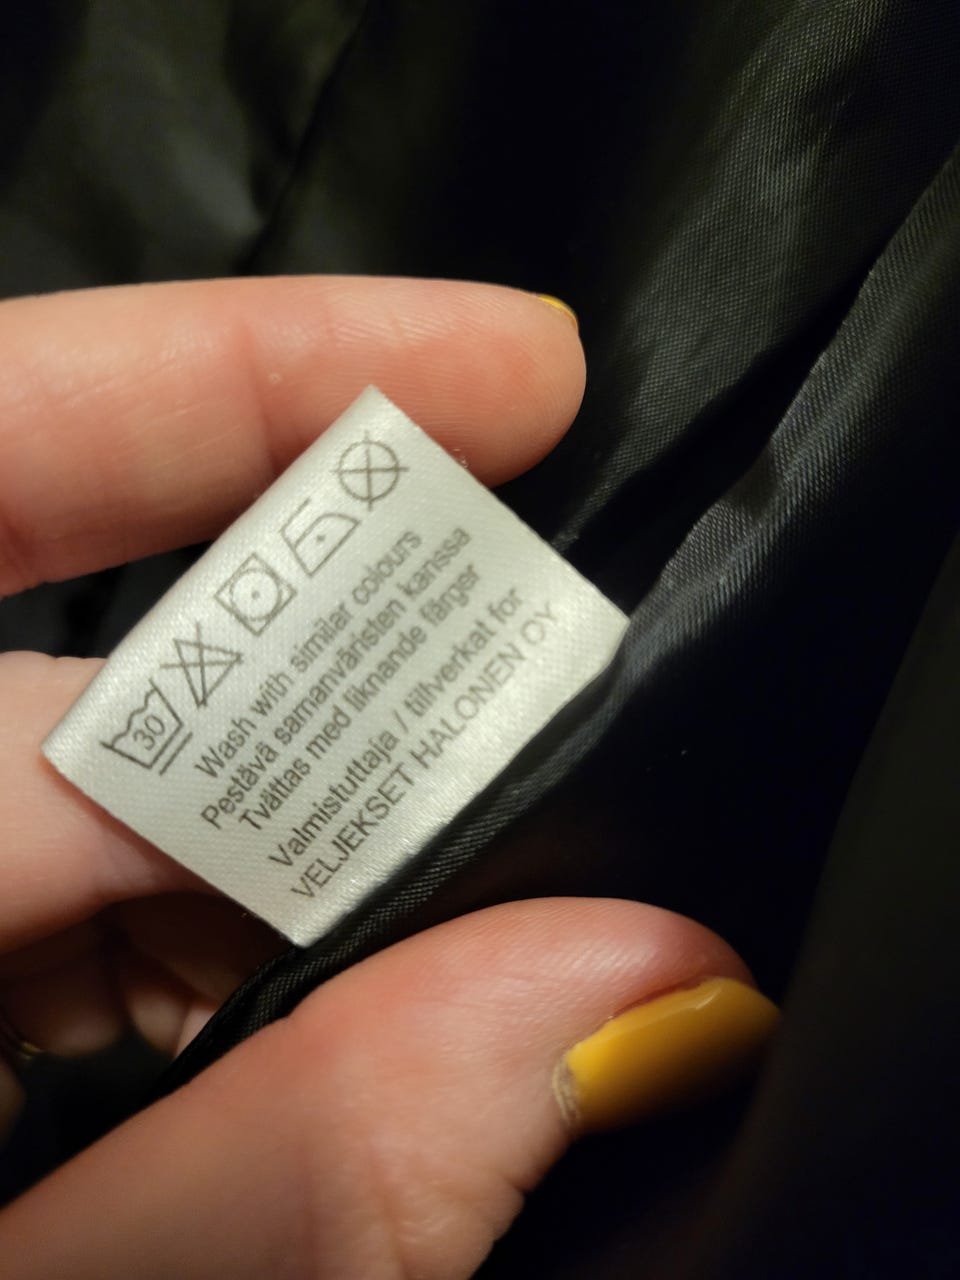 30
Wash with similar colours
Pestävä samanväristen kanssa
Tvättas med liknande färger
Valmistuttaja / tillverkat for
VELJEKSET HALONEN OY